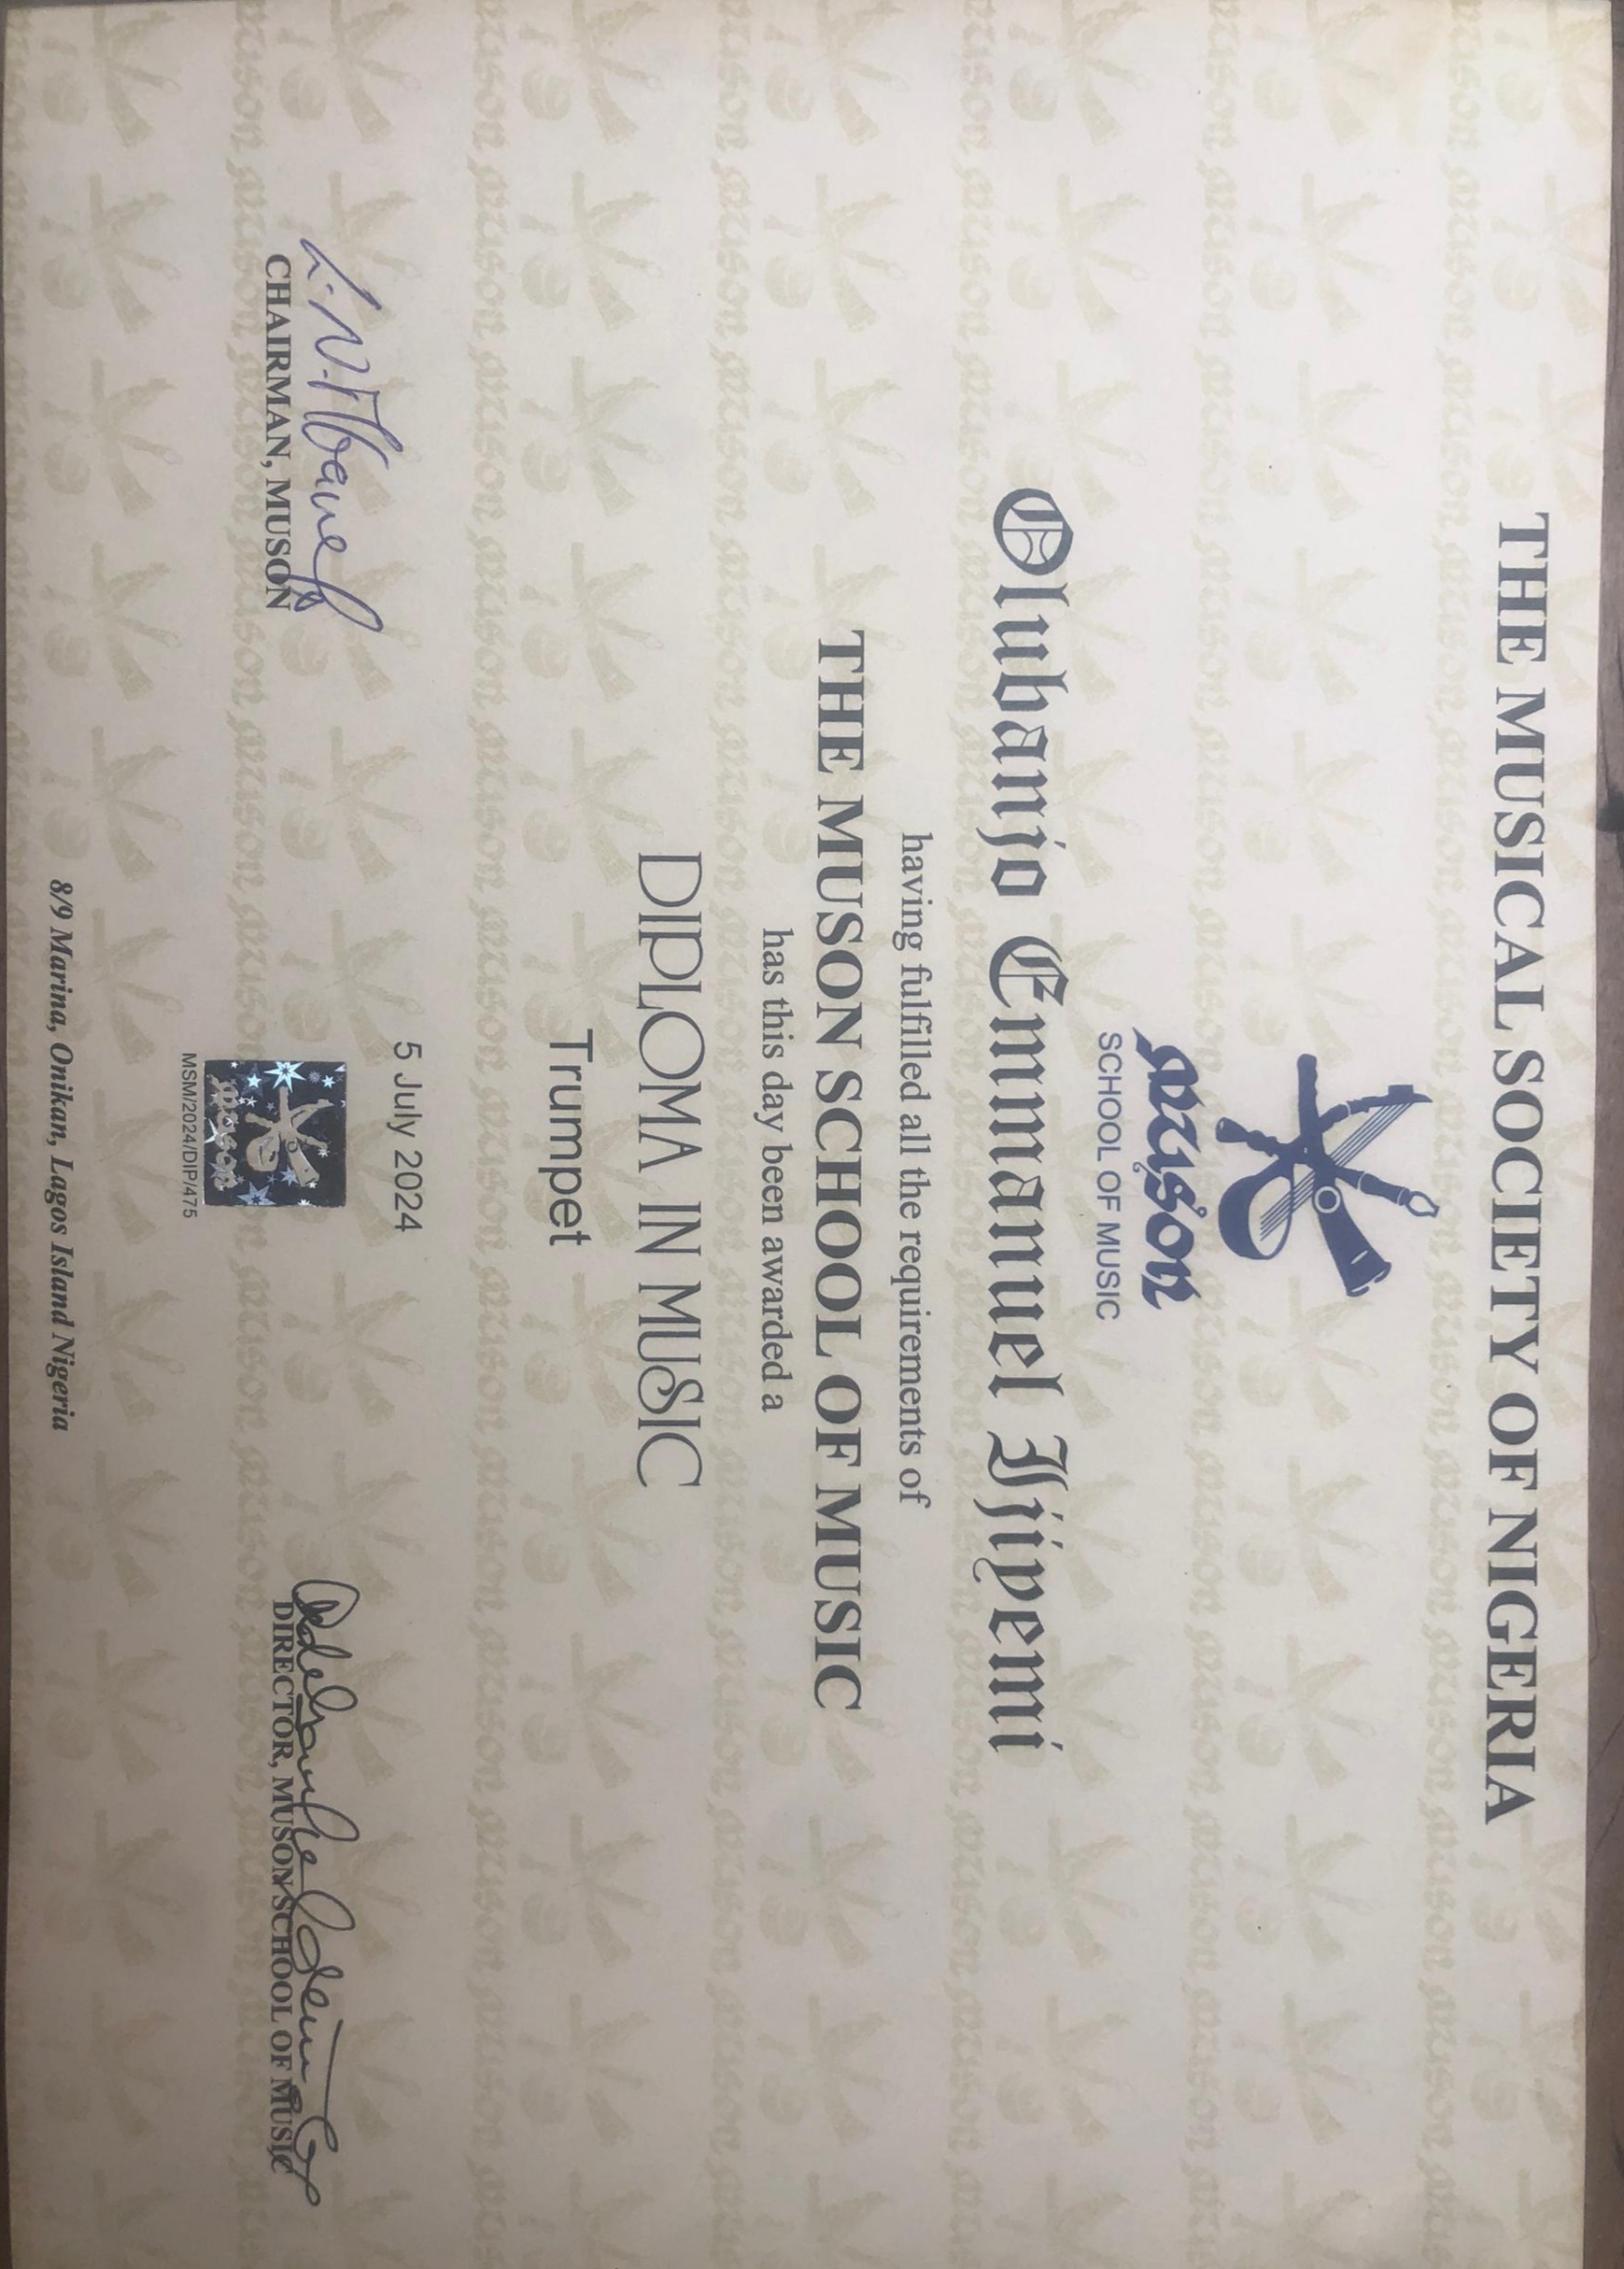 THE MUSICAL SOCIETY OF NIGERIA
muson
SCHOOL OF MUSIC
Olubanjo Emmanuel Ijiyemi
having fulfilled all the requirements of
THE MUSON SCHOOL OF MUSIC
has this day been awarded a
DIPLOMA IN MUSIC
Trumpet
5 July 2024
muson
MSM/2024/DIP/475
CHAIRMAN, MUSON
DIRECTOR, MUSON SCHOOL OF MUSIC
8/9 Marina, Onikan, Lagos Island Nigeria